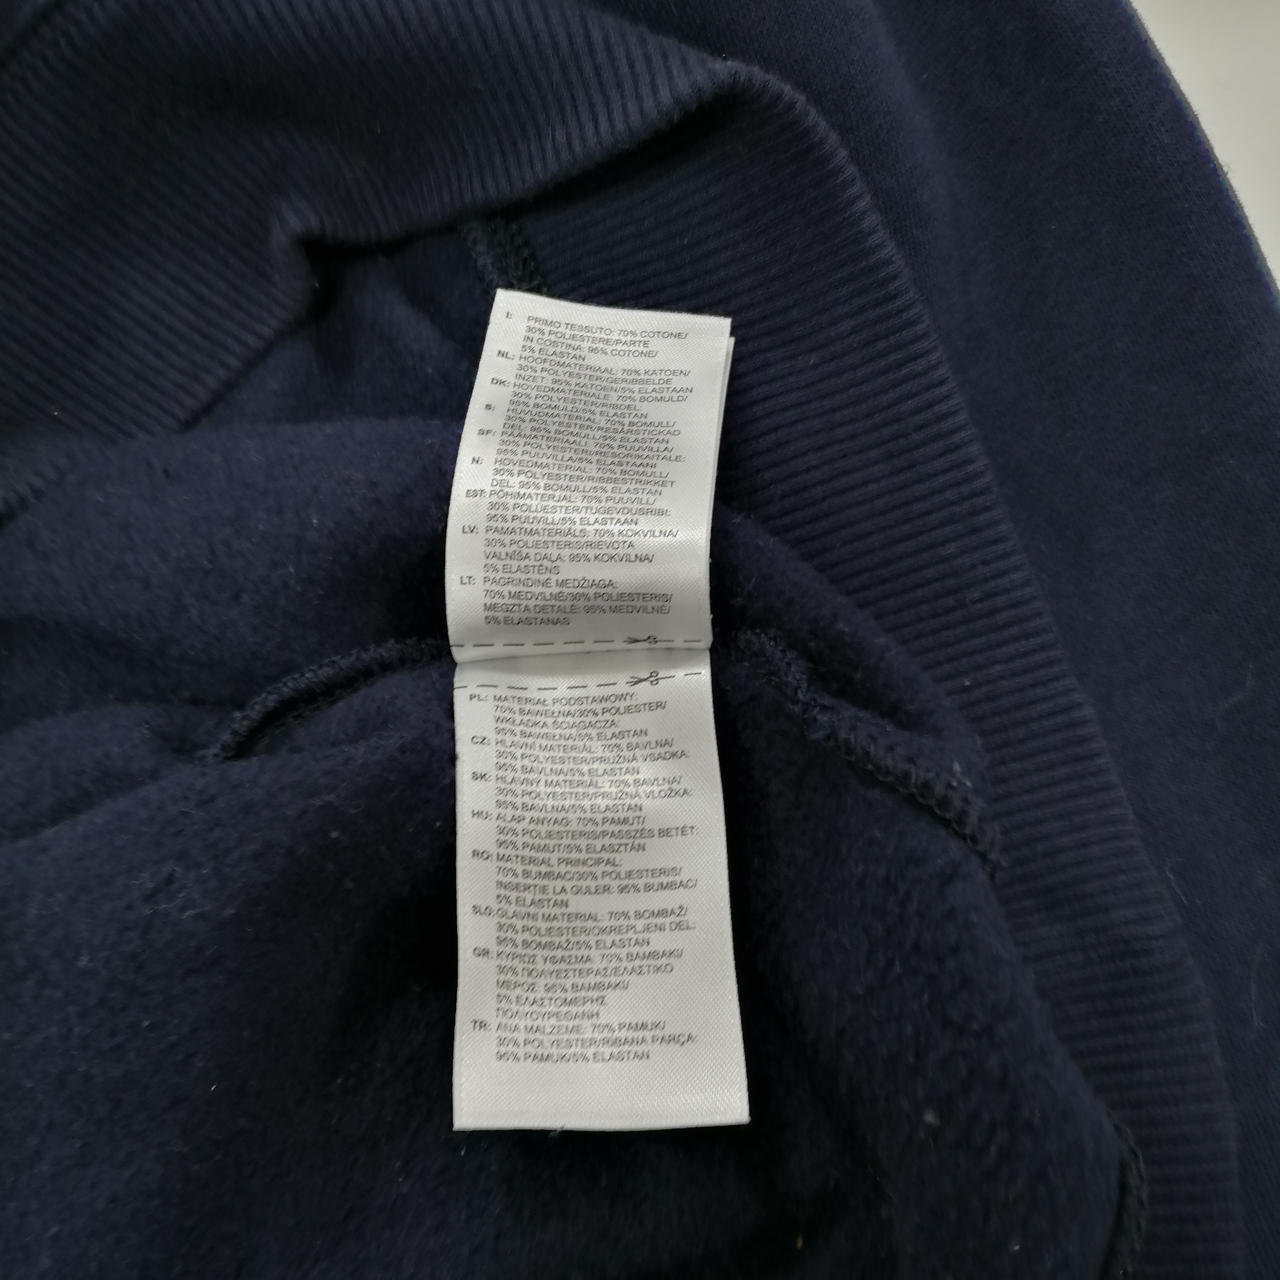 I: PRIMO TESSUTO: 70% COTONE/
30% POLIESTERE/PARTE
IN COSTINA: 95% COTONE/
5% ELASTAN
NL: HOOFDMATERIAAL: 70% KATOEN/
30% POLYESTER/GERIBBELDE
INZET: 95% KATOEN/5% ELASTAAN
DK: HOVEDMATERIALE: 70% BOMULD/
30% POLYESTER/RIBDEL:
95% BOMULD/5% ELASTAN
S: HUVUDMATERIAL: 70% BOMULL/
30% POLYESTER/RESÅRSTICKAD
DEL: 95% BOMULL/5% ELASTAN
SF: PÄÄMATERIAALI: 70% PUUVILLA/
30% POLYESTERI/RESORIKAITALE:
95% PUUVILLA/5% ELASTAANI
N: HOVEDMATERIAL: 70% BOMULL/
30% POLYESTER/RIBBESTRIKKET
DEL: 95% BOMULL/5% ELASTAN
EST: PÕHIMATERJAL: 70% PUUVILL/
30% POLÜESTER/TUGEVDUSRIBI:
95% PUUVILL/5% ELASTAAN
LV: PAMATMATERIĀLS: 70% KOKVILNA/
30% POLIESTERIS/RIEVOTA
VALNĪŠA DAĻA: 95% KOKVILNA/
5% ELASTĒNS
LT: PAGRINDINĖ MEDŽIAGA:
70% MEDVILNĖ/30% POLIESTERIS/
MEGZTA DETALĖ: 95% MEDVILNĖ/
5% ELASTANAS
PL: MATERIAŁ PODSTAWOWY:
70% BAWEŁNA/30% POLIESTER/
WKŁADKA ŚCIĄGACZA:
95% BAWEŁNA/5% ELASTAN
CZ: HLAVNÍ MATERIÁL: 70% BAVLNA/
30% POLYESTER/PRUŽNÁ VSADKA:
95% BAVLNA/5% ELASTAN
SK: HLAVNÝ MATERIÁL: 70% BAVLNA/
30% POLYESTER/PRUŽNÁ VLOŽKA:
95% BAVLNA/5% ELASTAN
HU: ALAP ANYAG: 70% PAMUT/
30% POLIÉSTERIS/PASSZÉS BETÉT:
95% PAMUT/5% ELASZTÁN
RO: MATERIAL PRINCIPAL:
70% BUMBAC/30% POLIESTERIS/
INSERŢIE LA GULER: 95% BUMBAC/
5% ELASTAN
SLO: GLAVNI MATERIAL: 70% BOMBAŽ/
30% POLIESTER/OKREPLJENI DEL:
95% BOMBAŽ/5% ELASTAN
GR: ΚΥΡΙΩΣ ΥΦΑΣΜΑ: 70% ΒΑΜΒΑΚΙ/
30% ΠΟΛΥΕΣΤΕΡΑΣ/ΕΛΑΣΤΙΚΟ
ΜΕΡΟΣ: 95% ΒΑΜΒΑΚΙ/
5% ΕΛΑΣΤΟΜΕΡΗΣ
ΠΟΛΥΟΥΡΕΘΑΝΗ
TR: ANA MALZEME: 70% PAMUK/
30% POLYESTER/RIBANA PARÇA:
95% PAMUK/5% ELASTAN